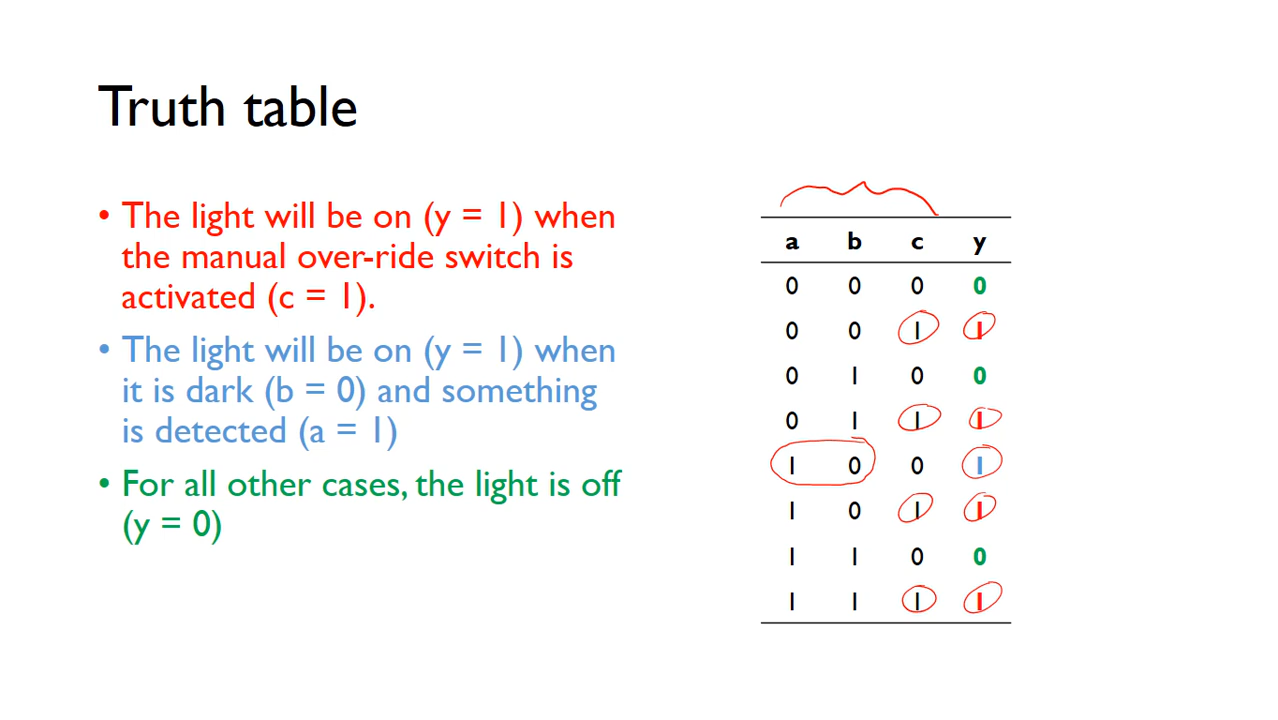 Truth table
• The light will be on (y = 1) when
the manual over-ride switch is
activated (c = 1).
• The light will be on (y = 1) when
it is dark (b = 0) and something
is detected (a = 1)
• For all other cases, the light is off
(y = 0)
a b c y
0 0 0 0
0 0 1 1
0 1 0 0
0 1 1 1
1 0 0 1
1 0 1 1
1 1 0 0
1 1 1 1